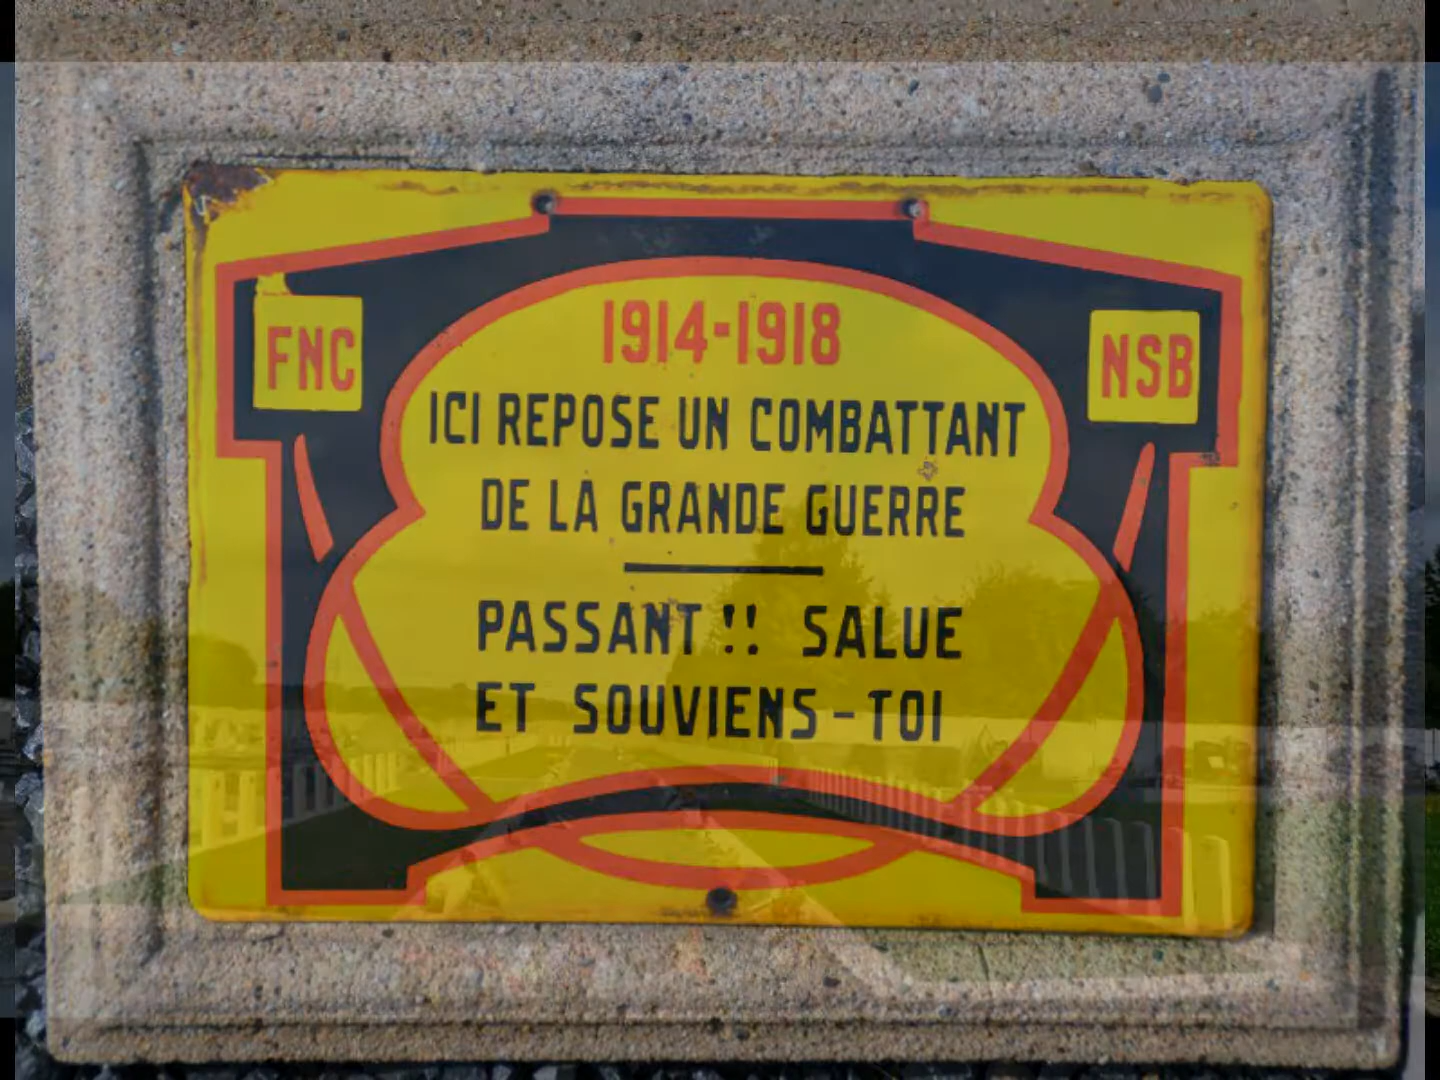 1914-1918
FNC
NSB
ICI REPOSE UN COMBATTANT
DE LA GRANDE GUERRE
PASSANT !! SALUE
ET SOUVIENS-TOI